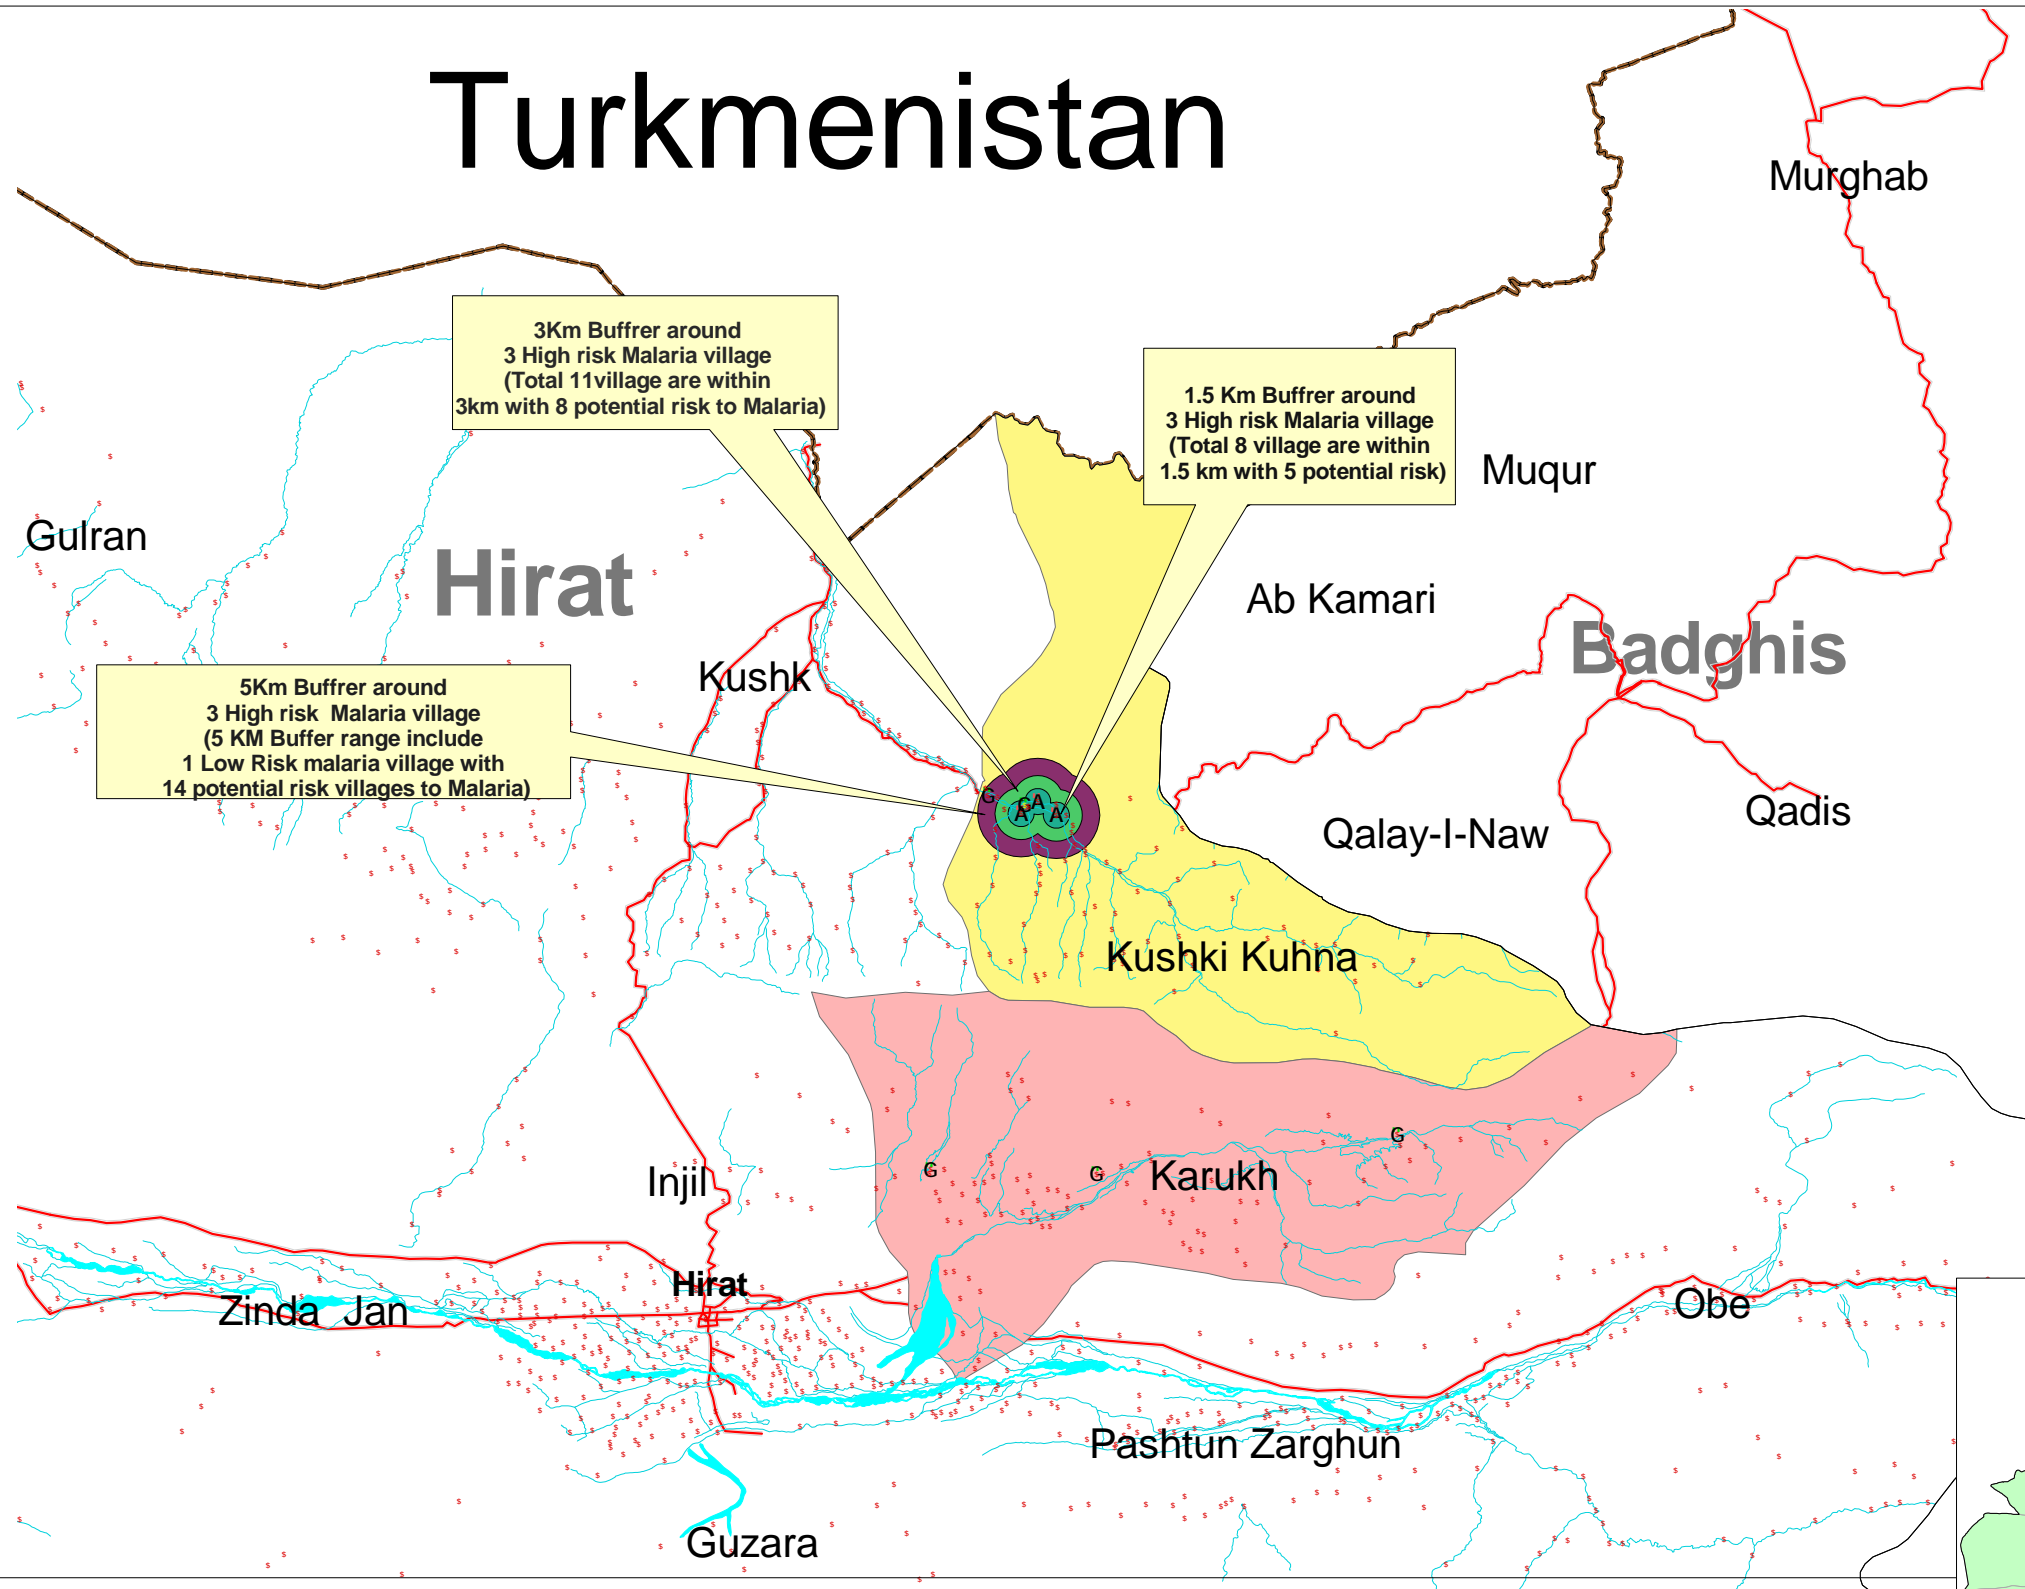 Turkmenistan
Murghab
3Km Buffrer around
3 High risk Malaria village
(Total 11village are within
3km with 8 potential risk to Malaria)
1.5 Km Buffrer around
3 High risk Malaria village
(Total 8 village are within
1.5 km with 5 potential risk)
Muqur
Gulran
Hirat
Ab Kamari
Badghis
Kushk
5Km Buffrer around
3 High risk  Malaria village
(5 KM Buffer range include
1 Low Risk malaria village with
14 potential risk villages to Malaria)
G
G
A
A
A
Qadis
Qalay-I-Naw
Kushki Kuhna
G
G
G
Karukh
Injil
Hirat
Zinda  Jan
Obe
Pashtun Zarghun
Guzara